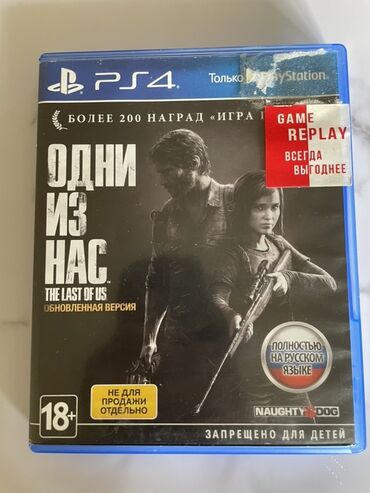 PS4
Только
PlayStation
БОЛЕЕ 200 НАГРАД «ИГРА
GAME
REPLAY
ВСЕГДА
ВЫГОДНЕЕ
ОДНИ
ИЗ
НАС
THE LAST OF US
ОБНОВЛЕННАЯ ВЕРСИЯ
ПОЛНОСТЬЮ
НА РУССКОМ
ЯЗЫКЕ
НЕ ДЛЯ
ПРОДАЖИ
ОТДЕЛЬНО
18+
NAUGHTY DOG
ЗАПРЕЩЕНО ДЛЯ ДЕТЕЙ